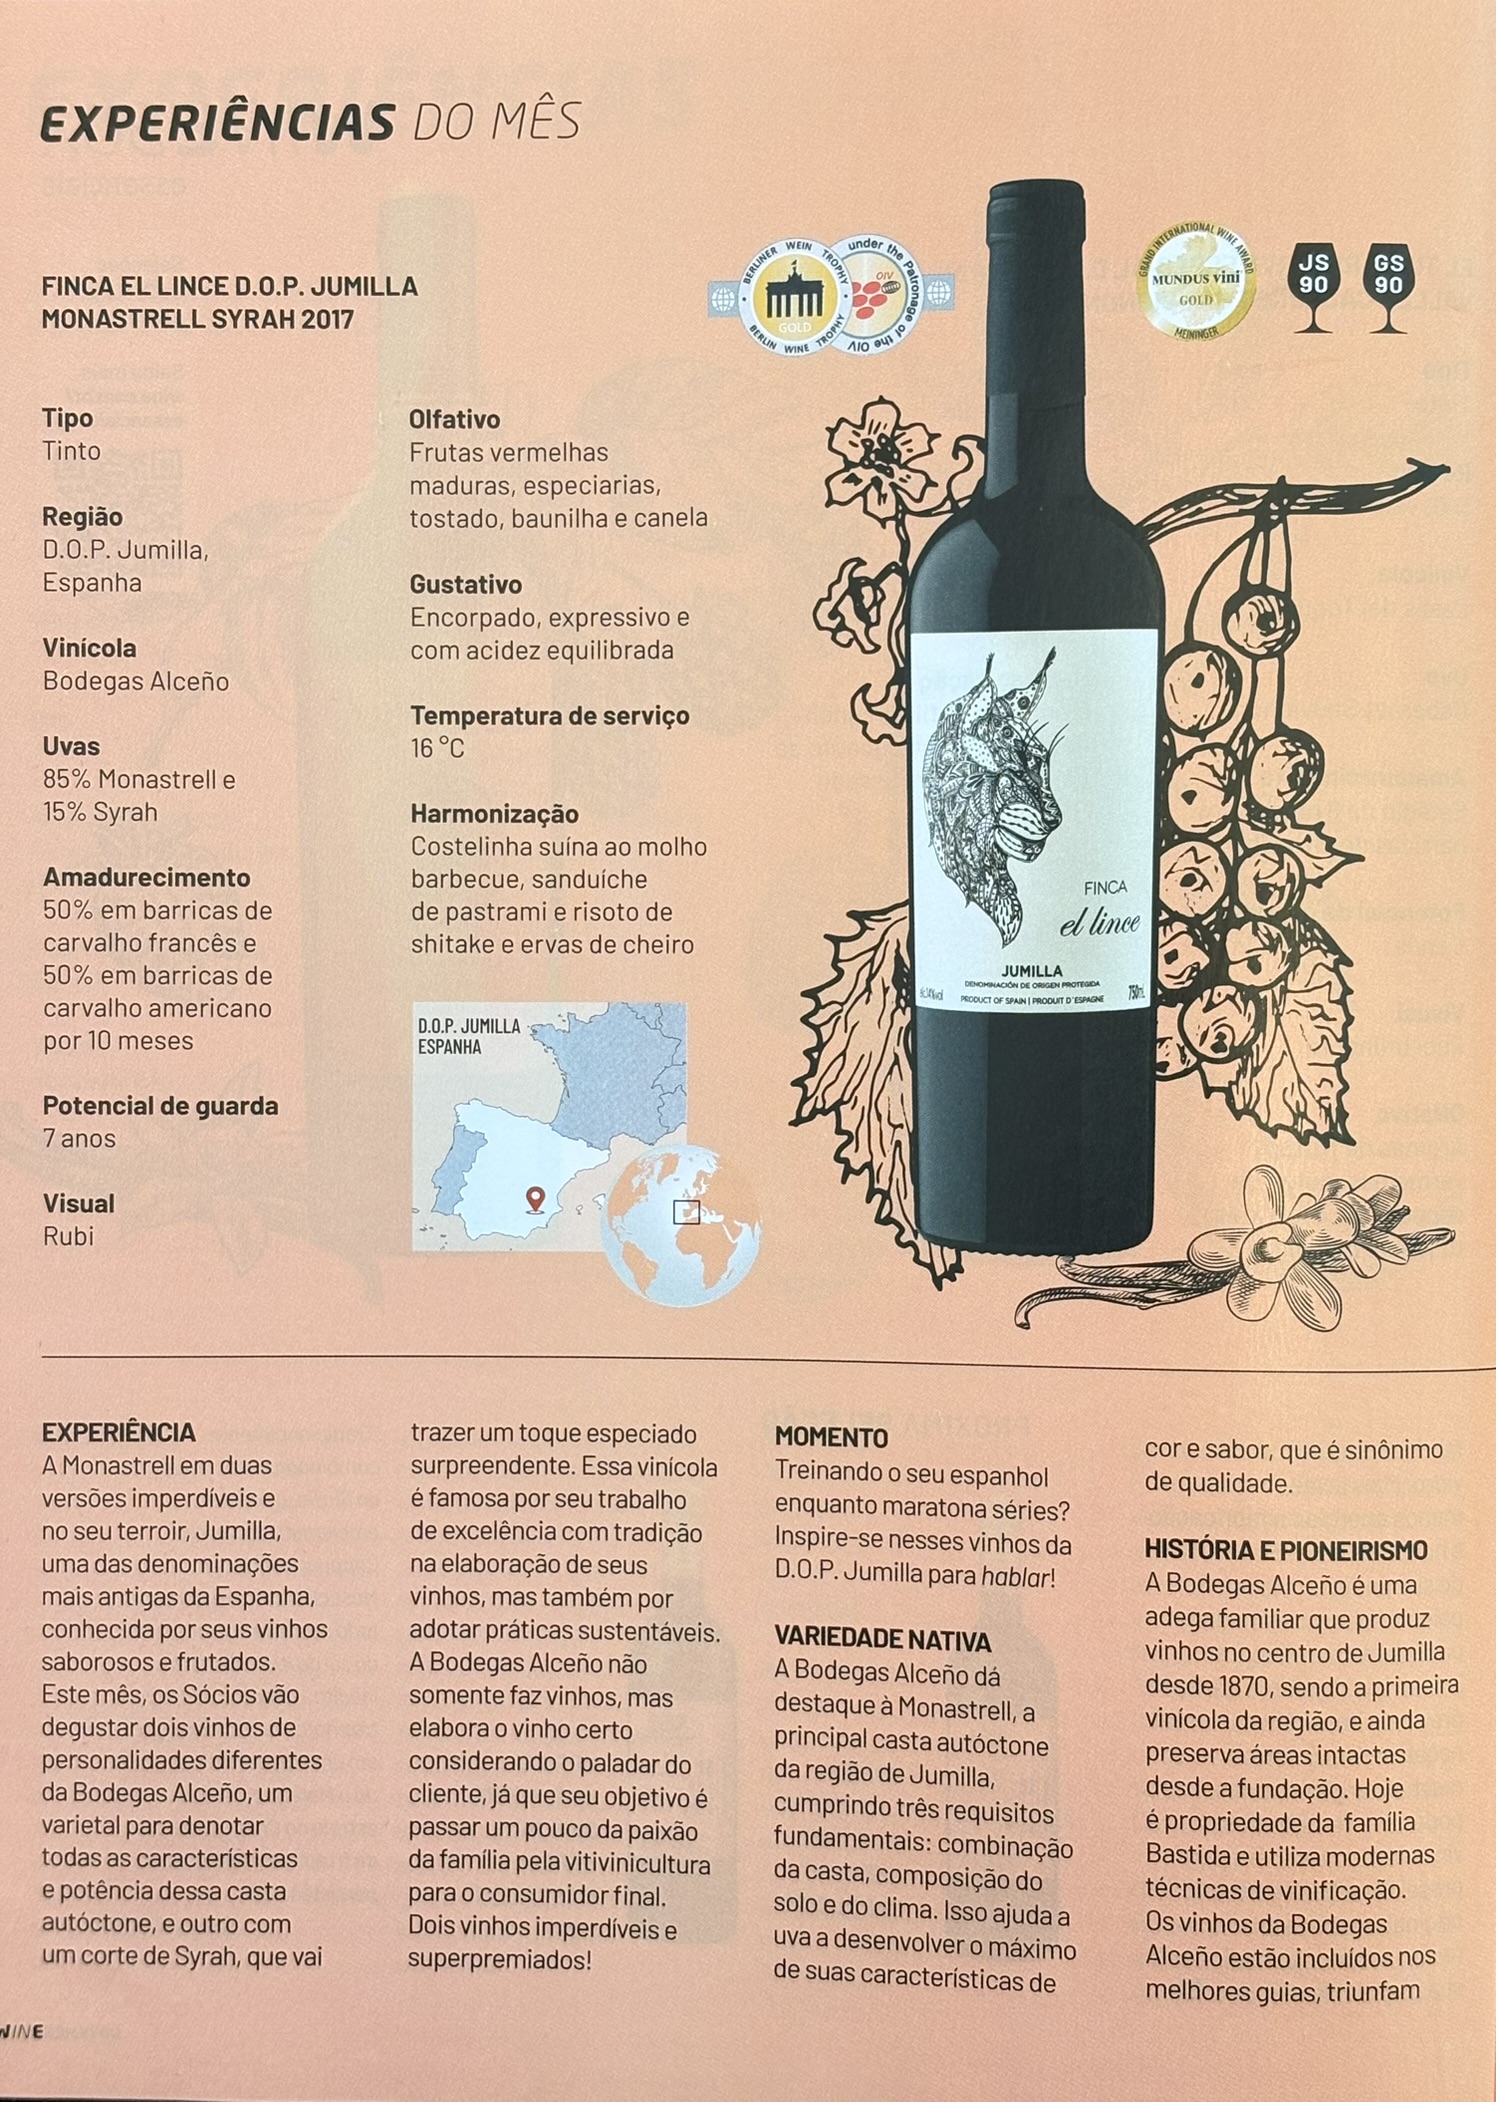 EXPERIÊNCIAS DO MÊS
FINCA EL LINCE D.O.P. JUMILLA
MONASTRELL SYRAH 2017
Tipo
Tinto
Região
D.O.P. Jumilla,
Espanha
Vinícola
Bodegas Alceño
Uvas
85% Monastrell e
15% Syrah
Amadurecimento
50% em barricas de
carvalho francês e
50% em barricas de
carvalho americano
por 10 meses
Potencial de guarda
7 anos
Visual
Rubi
Olfativo
Frutas vermelhas
maduras, especiarias,
tostado, baunilha e canela
Gustativo
Encorpado, expressivo e
com acidez equilibrada
Temperatura de serviço
16 °C
Harmonização
Costelinha suína ao molho
barbecue, sanduíche
de pastrami e risoto de
shitake e ervas de cheiro
D.O.P. JUMILLA
ESPANHA
BERLINER WEIN TROPHY
GOLD
BERLIN WINE TROPHY
under the Patronage of the OIV
OIV
GRAND INTERNATIONAL WINE AWARD
MUNDUS vini
GOLD
MEININGER
JS
90
GS
90
FINCA
el lince
JUMILLA
DENOMINACIÓN DE ORIGEN PROTEGIDA
alc.14%vol
PRODUCT OF SPAIN | PRODUIT D'ESPAGNE
750mL
EXPERIÊNCIA
A Monastrell em duas
versões imperdíveis e
no seu terroir, Jumilla,
uma das denominações
mais antigas da Espanha,
conhecida por seus vinhos
saborosos e frutados.
Este mês, os Sócios vão
degustar dois vinhos de
personalidades diferentes
da Bodegas Alceño, um
varietal para denotar
todas as características
e potência dessa casta
autóctone, e outro com
um corte de Syrah, que vai
trazer um toque especiado
surpreendente. Essa vinícola
é famosa por seu trabalho
de excelência com tradição
na elaboração de seus
vinhos, mas também por
adotar práticas sustentáveis.
A Bodegas Alceño não
somente faz vinhos, mas
elabora o vinho certo
considerando o paladar do
cliente, já que seu objetivo é
passar um pouco da paixão
da família pela vitivinicultura
para o consumidor final.
Dois vinhos imperdíveis e
superpremiados!
MOMENTO
Treinando o seu espanhol
enquanto maratona séries?
Inspire-se nesses vinhos da
D.O.P. Jumilla para hablar!
VARIEDADE NATIVA
A Bodegas Alceño dá
destaque à Monastrell, a
principal casta autóctone
da região de Jumilla,
cumprindo três requisitos
fundamentais: combinação
da casta, composição do
solo e do clima. Isso ajuda a
uva a desenvolver o máximo
de suas características de
cor e sabor, que é sinônimo
de qualidade.
HISTÓRIA E PIONEIRISMO
A Bodegas Alceño é uma
adega familiar que produz
vinhos no centro de Jumilla
desde 1870, sendo a primeira
vinícola da região, e ainda
preserva áreas intactas
desde a fundação. Hoje
é propriedade da família
Bastida e utiliza modernas
técnicas de vinificação.
Os vinhos da Bodegas
Alceño estão incluídos nos
melhores guias, triunfam
WINE